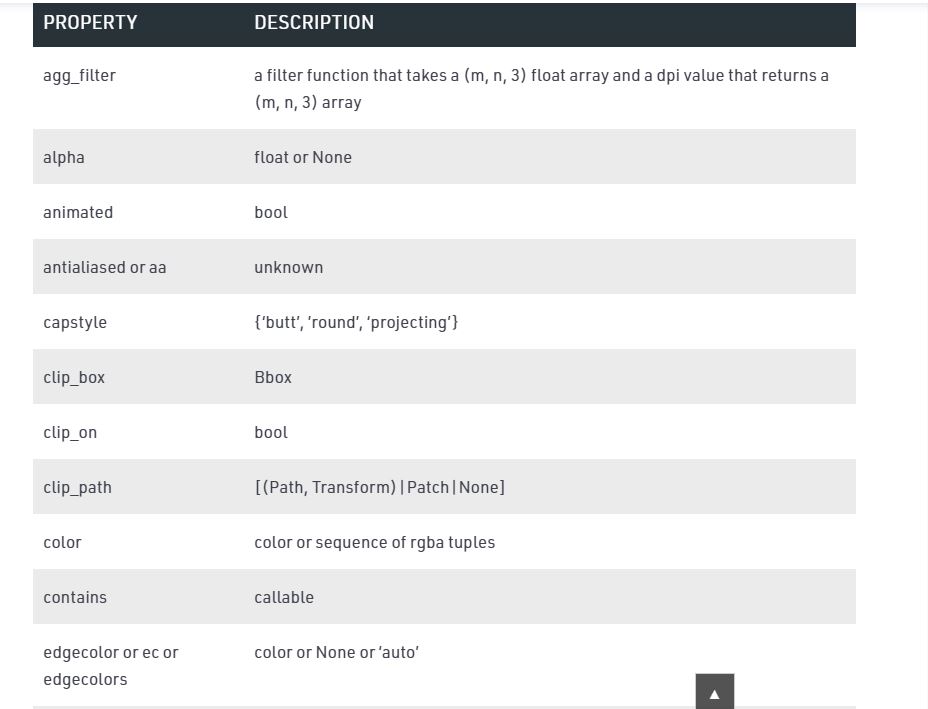 PROPERTY DESCRIPTION
agg_filter a filter function that takes a (m, n, 3) float array and a dpi value that returns a
(m, n, 3) array
alpha float or None
animated bool
antialiased or aa unknown
capstyle {‘butt’, ‘round’, ‘projecting’}
clip_box Bbox
clip_on bool
clip_path [(Path, Transform)|Patch|None]
color color or sequence of rgba tuples
contains callable
edgecolor or ec or color or None or ‘auto’
edgecolors